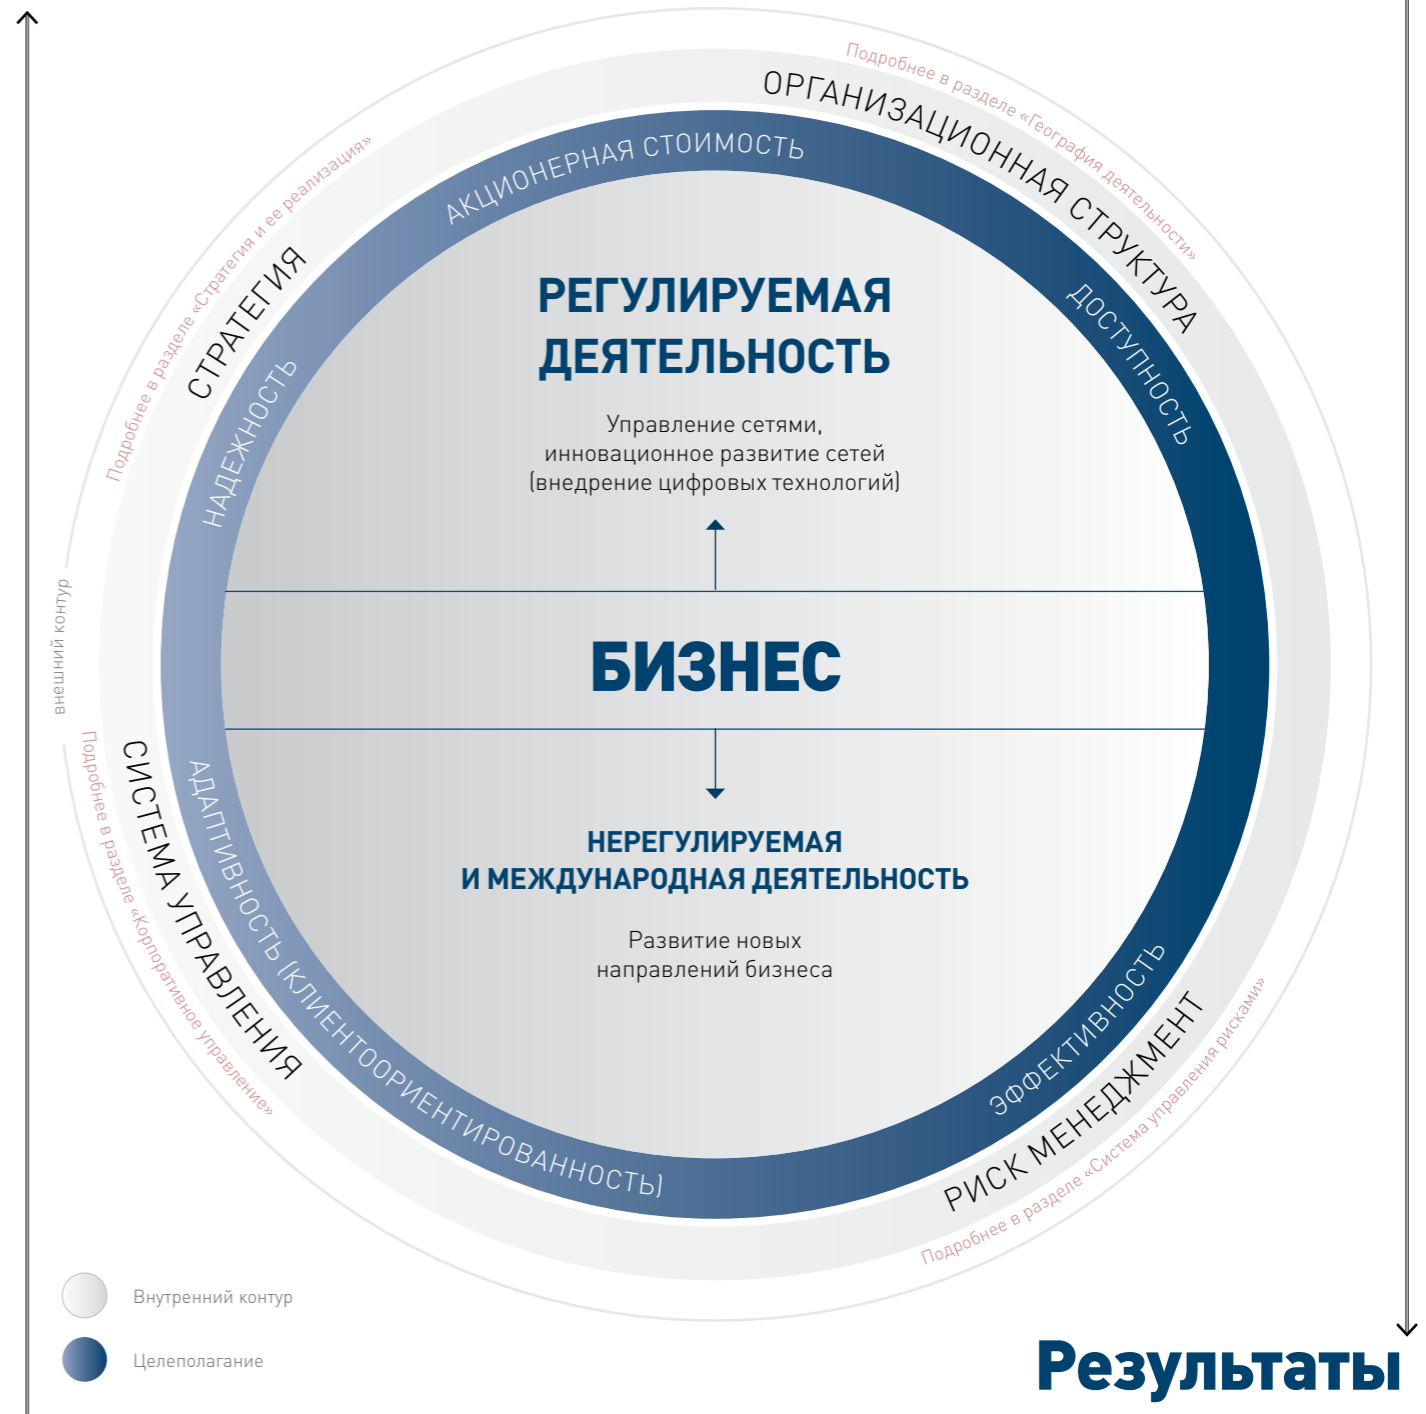 Подробнее в разделе «География деятельности»
ОРГАНИЗАЦИОННАЯ СТРУКТУРА
Подробнее в разделе «Стратегия и ее реализация»
СТРАТЕГИЯ
АКЦИОНЕРНАЯ СТОИМОСТЬ
ДОСТУПНОСТЬ
НАДЕЖНОСТЬ
РЕГУЛИРУЕМАЯ
ДЕЯТЕЛЬНОСТЬ
Управление сетями,
инновационное развитие сетей
(внедрение цифровых технологий)
внешний контур
БИЗНЕС
НЕРЕГУЛИРУЕМАЯ
И МЕЖДУНАРОДНАЯ ДЕЯТЕЛЬНОСТЬ
Развитие новых
направлений бизнеса
АДАПТИВНОСТЬ (КЛИЕНТООРИЕНТИРОВАННОСТЬ)
СИСТЕМА УПРАВЛЕНИЯ
Подробнее в разделе «Корпоративное управление»
ЭФФЕКТИВНОСТЬ
РИСК МЕНЕДЖМЕНТ
Подробнее в разделе «Система управления рисками»
Внутренний контур
Целеполагание
Результаты